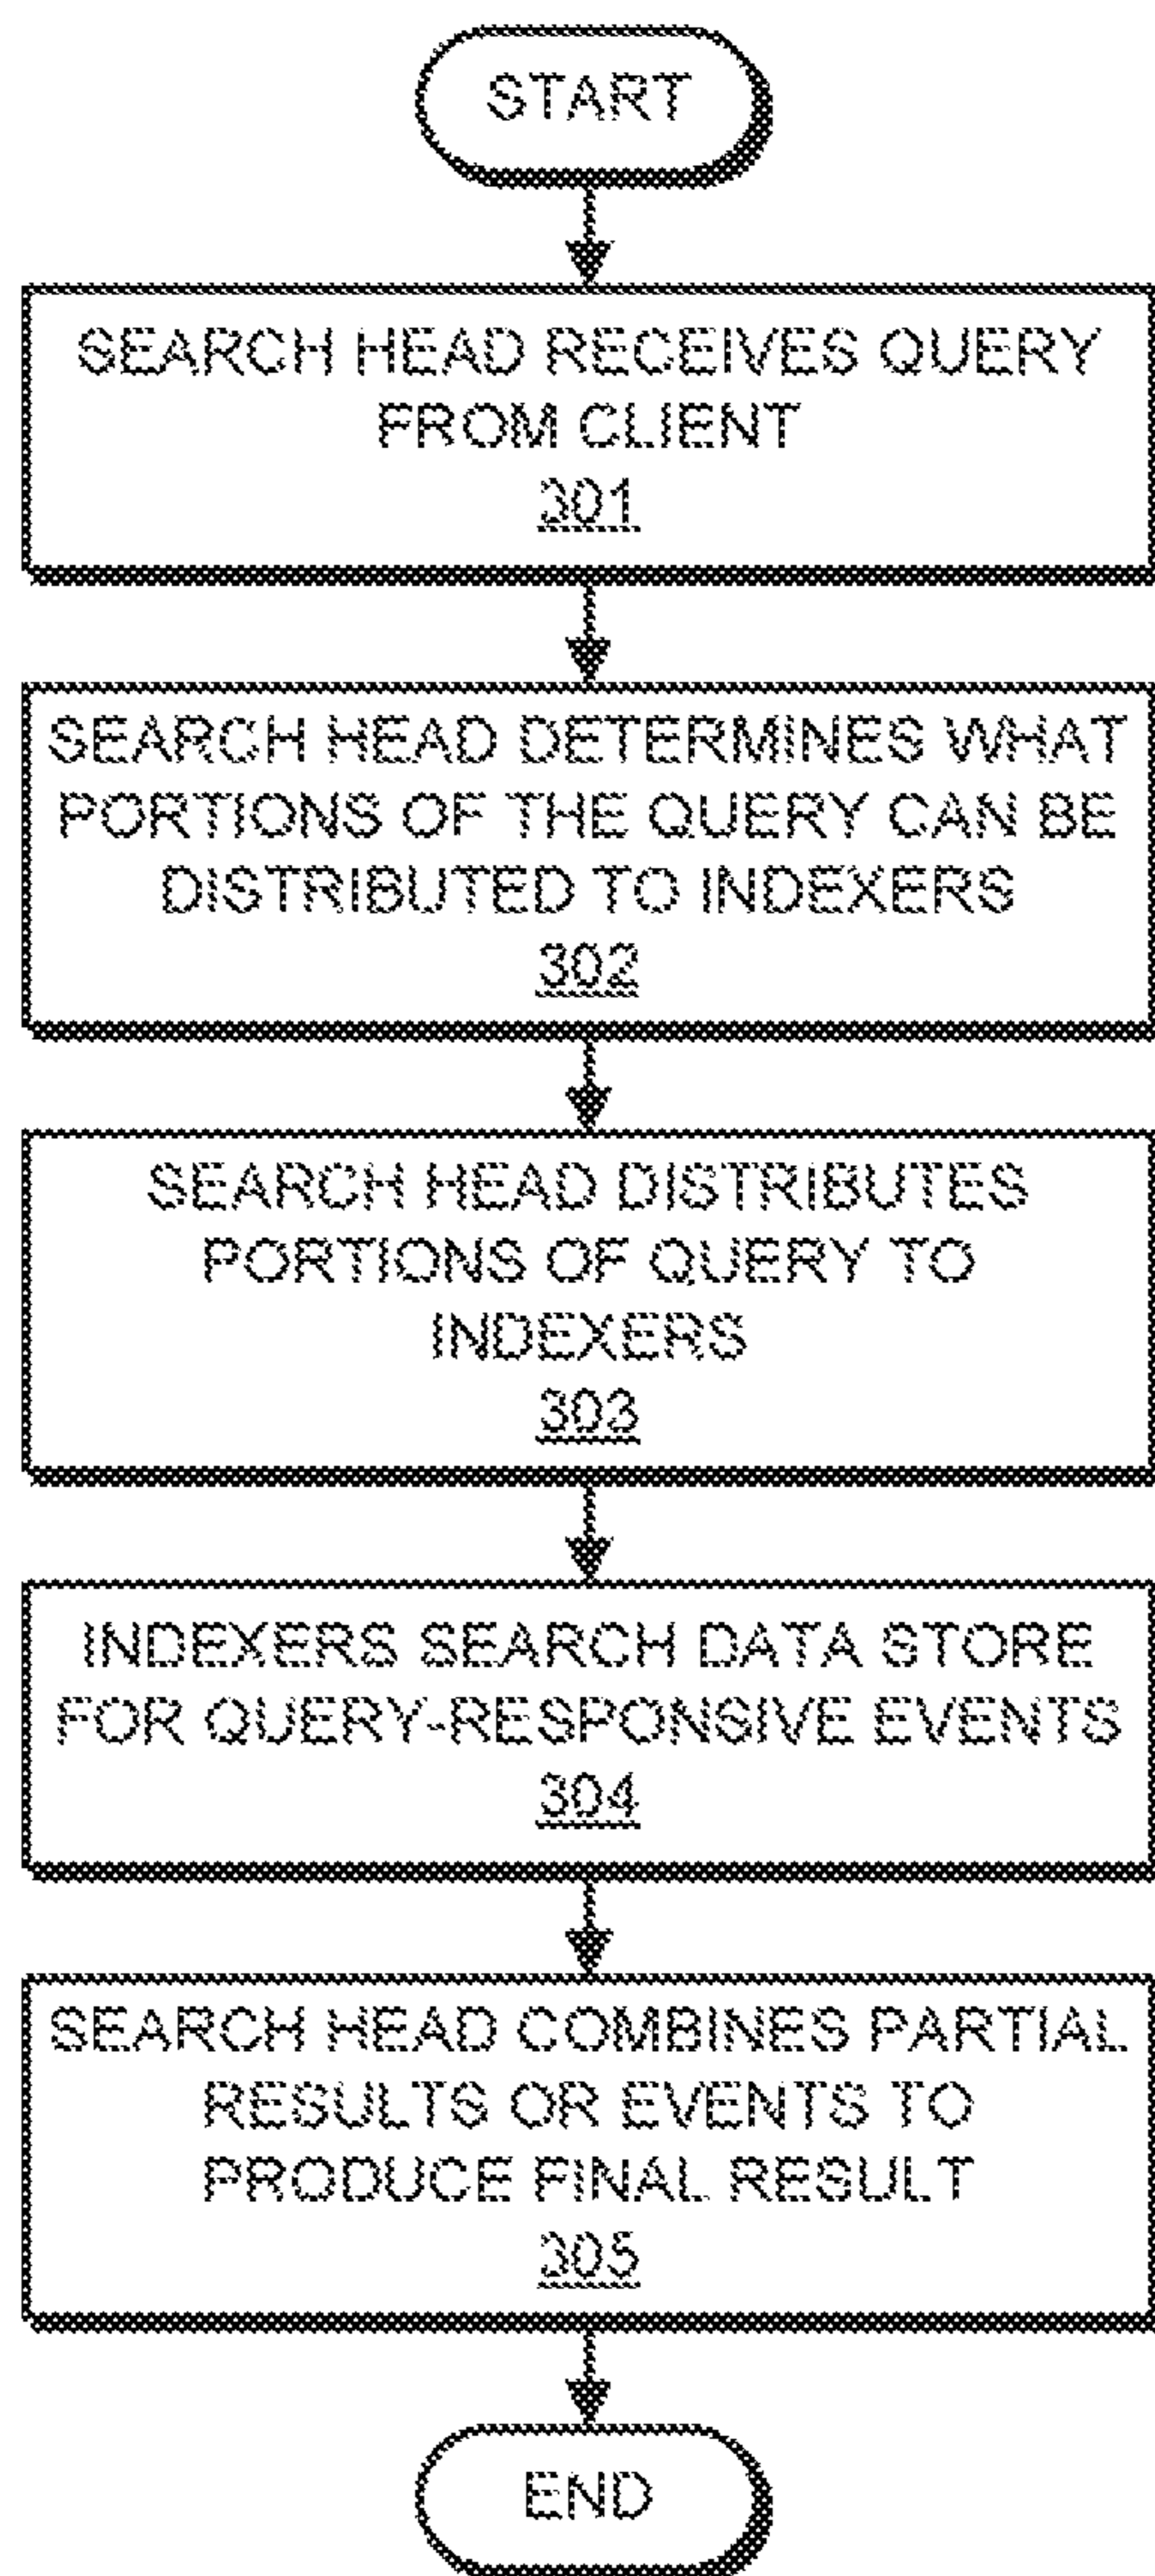 START
SEARCH HEAD RECEIVES QUERY
FROM CLIENT
301
SEARCH HEAD DETERMINES WHAT
PORTIONS OF THE QUERY CAN BE
DISTRIBUTED TO INDEXERS
302
SEARCH HEAD DISTRIBUTES
PORTIONS OF QUERY TO
INDEXERS
303
INDEXERS SEARCH DATA STORE
FOR QUERY-RESPONSIVE EVENTS
304
SEARCH HEAD COMBINES PARTIAL
RESULTS OR EVENTS TO
PRODUCE FINAL RESULT
305
END